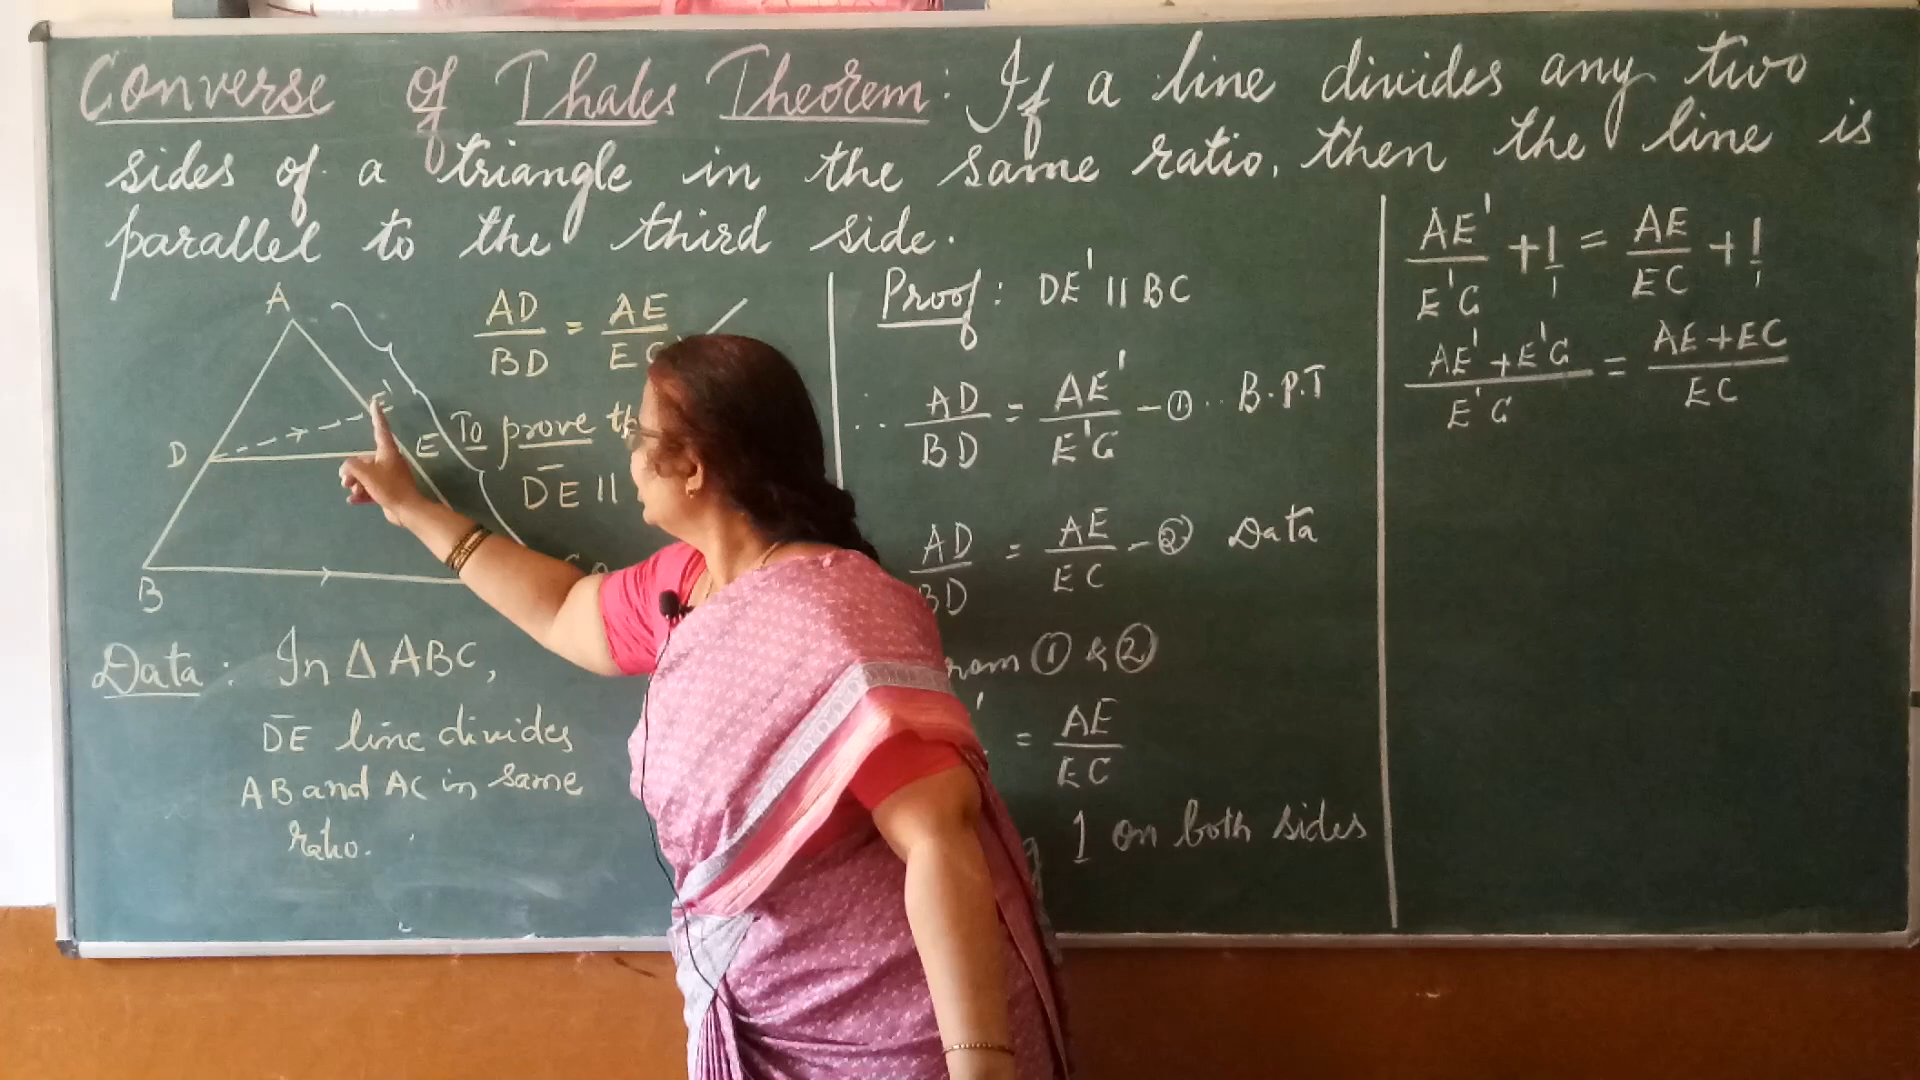 Converse of Thales Theorem: If a line divides any two
sides of a triangle in the same ratio, then the line is
parallel to the third side.
A
D
E'
E
B
C
AD/BD = AE/EC
To prove
DE ||
Data: In Δ ABC,
DE line divides
AB and AC in same
ratio.
Proof: DE' || BC
∴ AD/BD = AE'/E'C - ① ∵ B.P.T
AD/BD = AE/EC - ② Data
① & ②
= AE/EC
1 on both sides
AE'/E'C + 1/1 = AE/EC + 1/1
AE' + E'C/E'C = AE + EC/EC